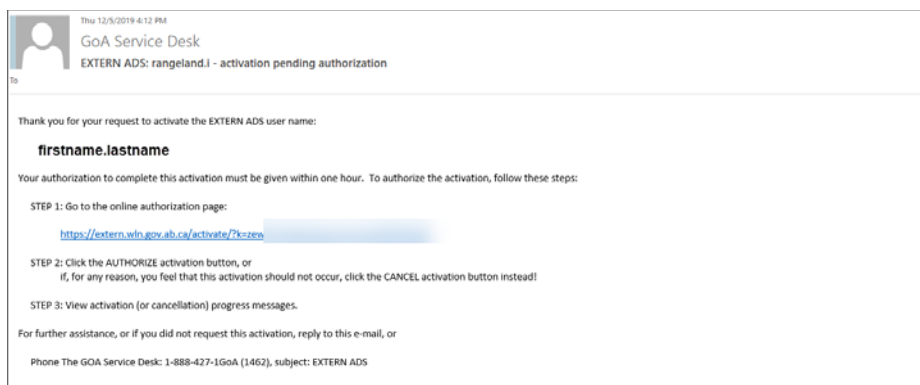 Thu 12/5/2019 4:12 PM
GoA Service Desk
EXTERN ADS: rangeland.i - activation pending authorization
To
Thank you for your request to activate the EXTERN ADS user name:
firstname.lastname
Your authorization to complete this activation must be given within one hour. To authorize the activation, follow these steps:
STEP 1: Go to the online authorization page:
https://extern.wln.gov.ab.ca/activate/?k=zew
STEP 2: Click the AUTHORIZE activation button, or
if, for any reason, you feel that this activation should not occur, click the CANCEL activation button instead!
STEP 3: View activation (or cancellation) progress messages.
For further assistance, or if you did not request this activation, reply to this e-mail, or
Phone The GOA Service Desk: 1-888-427-1GoA (1462), subject: EXTERN ADS